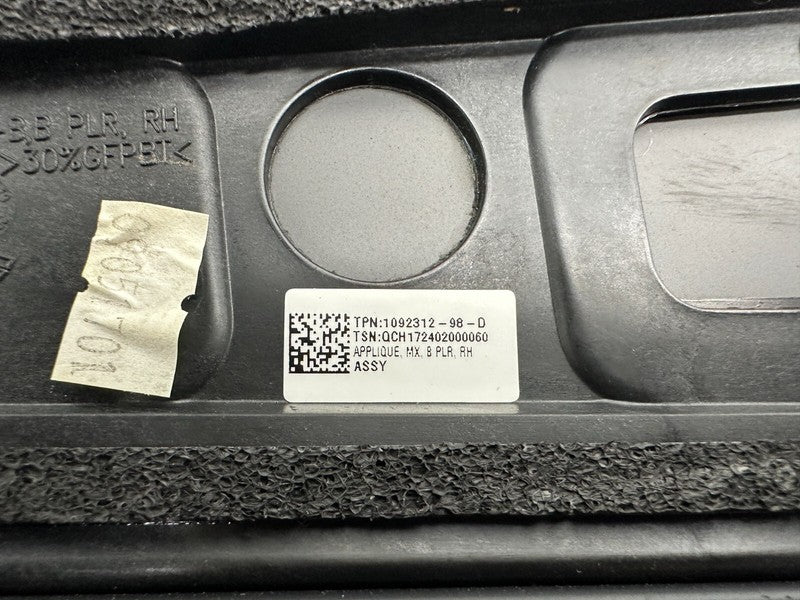 B PLR, RH
>30%GFPBT<
TPN:1092312-98-D
TSN:QCH172402000060
APPLIQUE, MX, B PLR, RH
ASSY